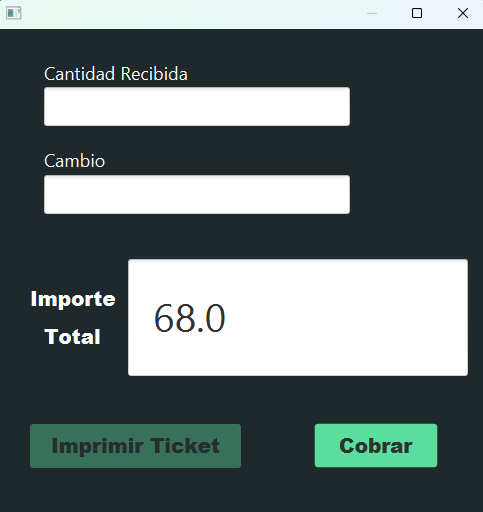 Cantidad Recibida
Cambio
Importe
Total
68.0
Imprimir Ticket
Cobrar